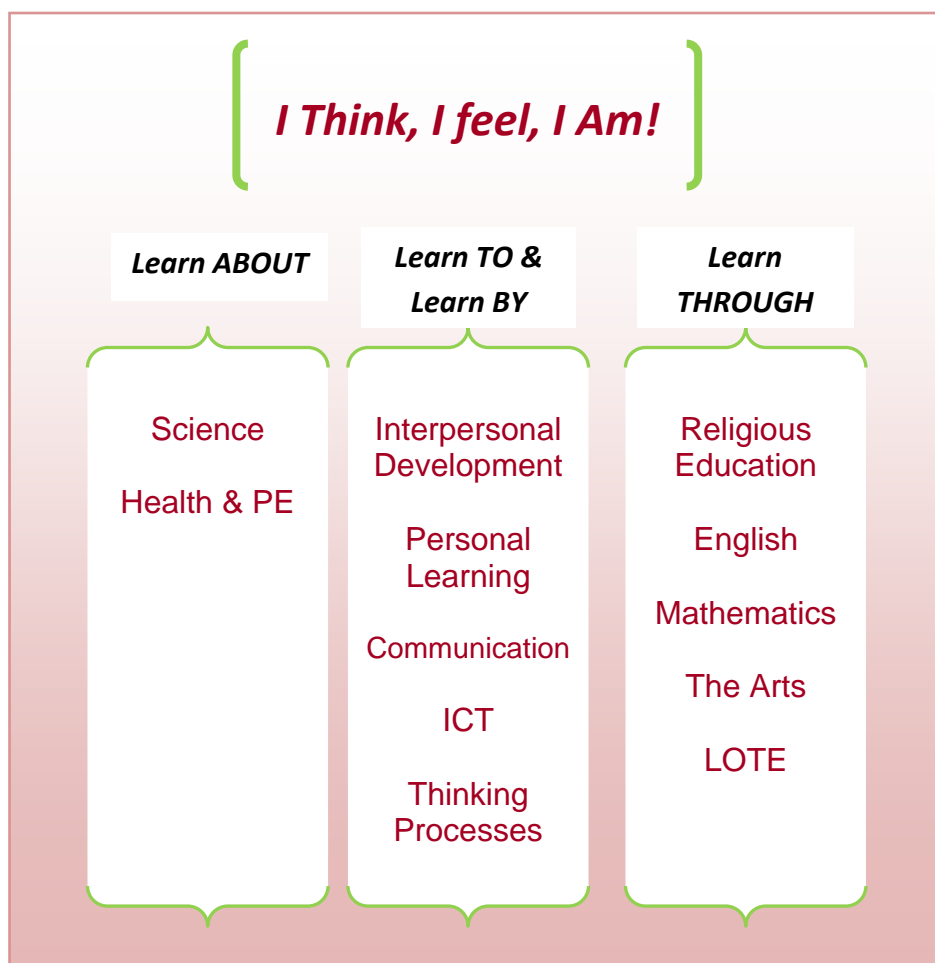 I Think, I feel, I Am!
Learn ABOUT
Science
Health & PE
Learn TO &
Learn BY
Interpersonal
Development
Personal
Learning
Communication
ICT
Thinking
Processes
Learn
THROUGH
Religious
Education
English
Mathematics
The Arts
LOTE